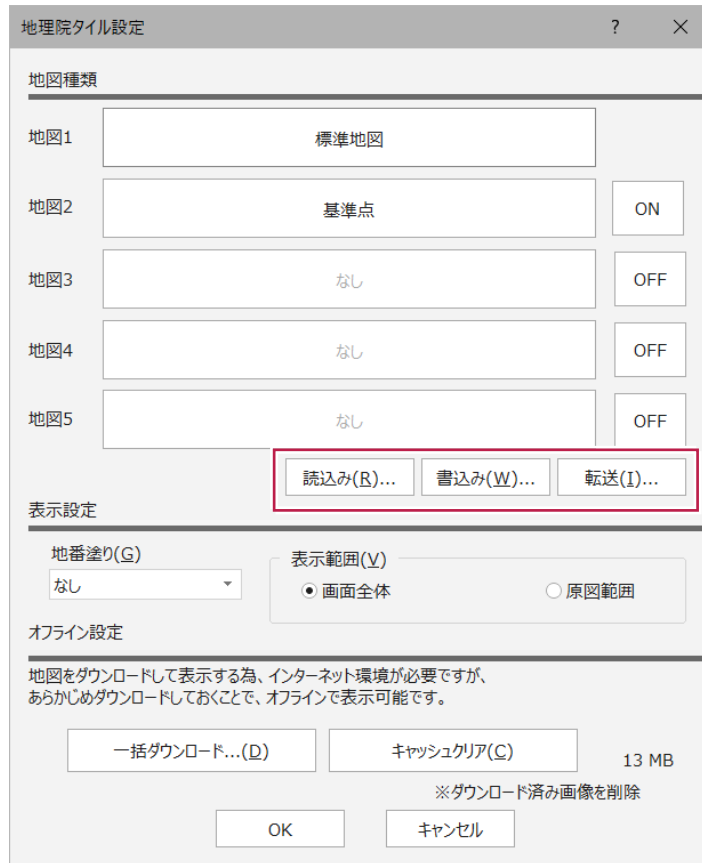 地理院タイル設定 ? ×
地図種類
地図1 標準地図
地図2 基準点 ON
地図3 なし OFF
地図4 なし OFF
地図5 なし OFF
読込み(R)... 書込み(W)... 転送(I)...
表示設定
地番塗り(G) 表示範囲(V)
なし 画面全体 原図範囲
オフライン設定
地図をダウンロードして表示する為、インターネット環境が必要ですが、
あらかじめダウンロードしておくことで、オフラインで表示可能です。
一括ダウンロード...(D) キャッシュクリア(C) 13 MB
※ダウンロード済み画像を削除
OK キャンセル